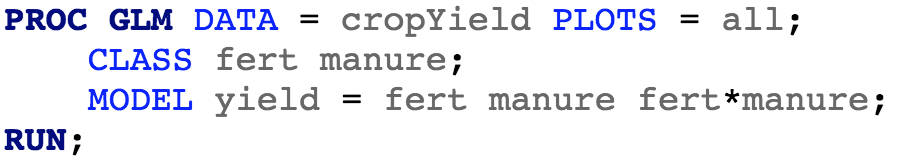 PROC GLM DATA = cropYield PLOTS = all;
    CLASS fert manure;
    MODEL yield = fert manure fert*manure;
RUN;